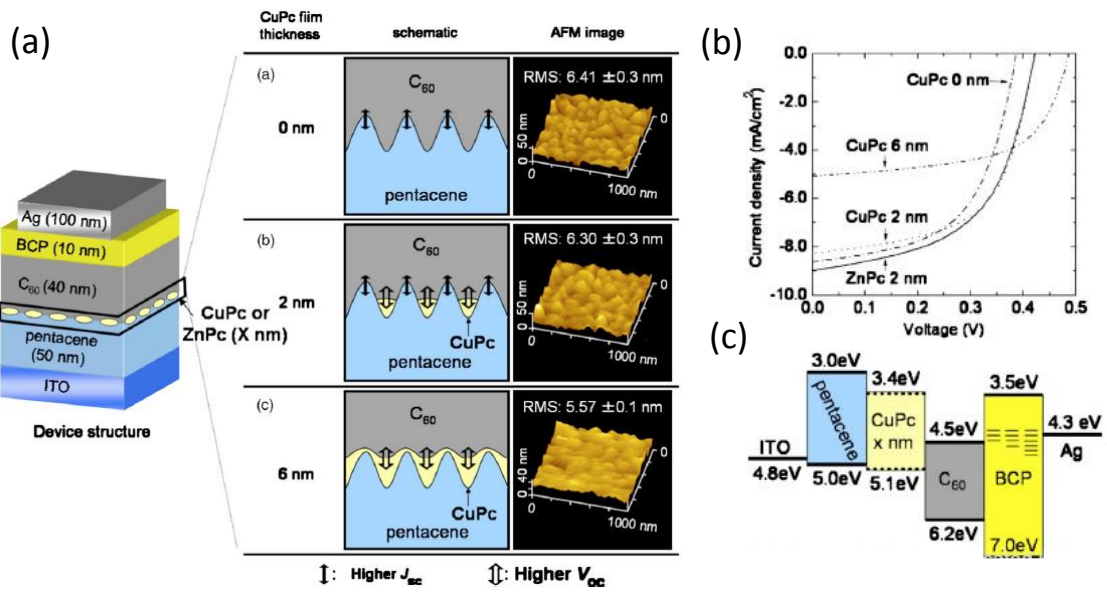 (a)
CuPc fiim
thickness
schematic
AFM image
(a)
0 nm
C60
pentacene
RMS: 6.41 ±0.3 nm
0 50 nm
0
1000 nm
0
(b)
2 nm
C60
CuPc
pentacene
RMS: 6.30 ±0.3 nm
0 50 nm
0
1000 nm
0
(c)
6 nm
C60
CuPc
pentacene
RMS: 5.57 ±0.1 nm
0 40 nm
0
1000 nm
0
: Higher Jsc
: Higher Voc
Ag (100 nm)
BCP (10 nm)
C60 (40 nm)
CuPc or
ZnPc (X nm)
pentacene
(50 nm)
ITO
Device structure
(b)
Current density (mA/cm2)
0.0
-2.0
-4.0
-6.0
-8.0
-10.0
CuPc 0 nm
CuPc 6 nm
CuPc 2 nm
ZnPc 2 nm
0.0 0.1 0.2 0.3 0.4 0.5
Voltage (V)
(c)
3.0eV
3.4eV
3.5eV
4.5eV
4.3 eV
pentacene
CuPc
x nm
ITO
4.8eV
5.0eV
5.1eV
C60
BCP
Ag
6.2eV
7.0eV